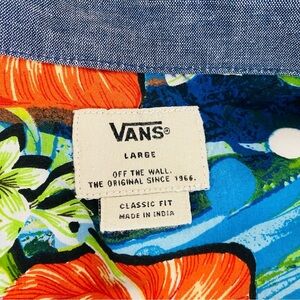 VANS®
LARGE
OFF THE WALL.
THE ORIGINAL SINCE 1966.
CLASSIC FIT
MADE IN INDIA